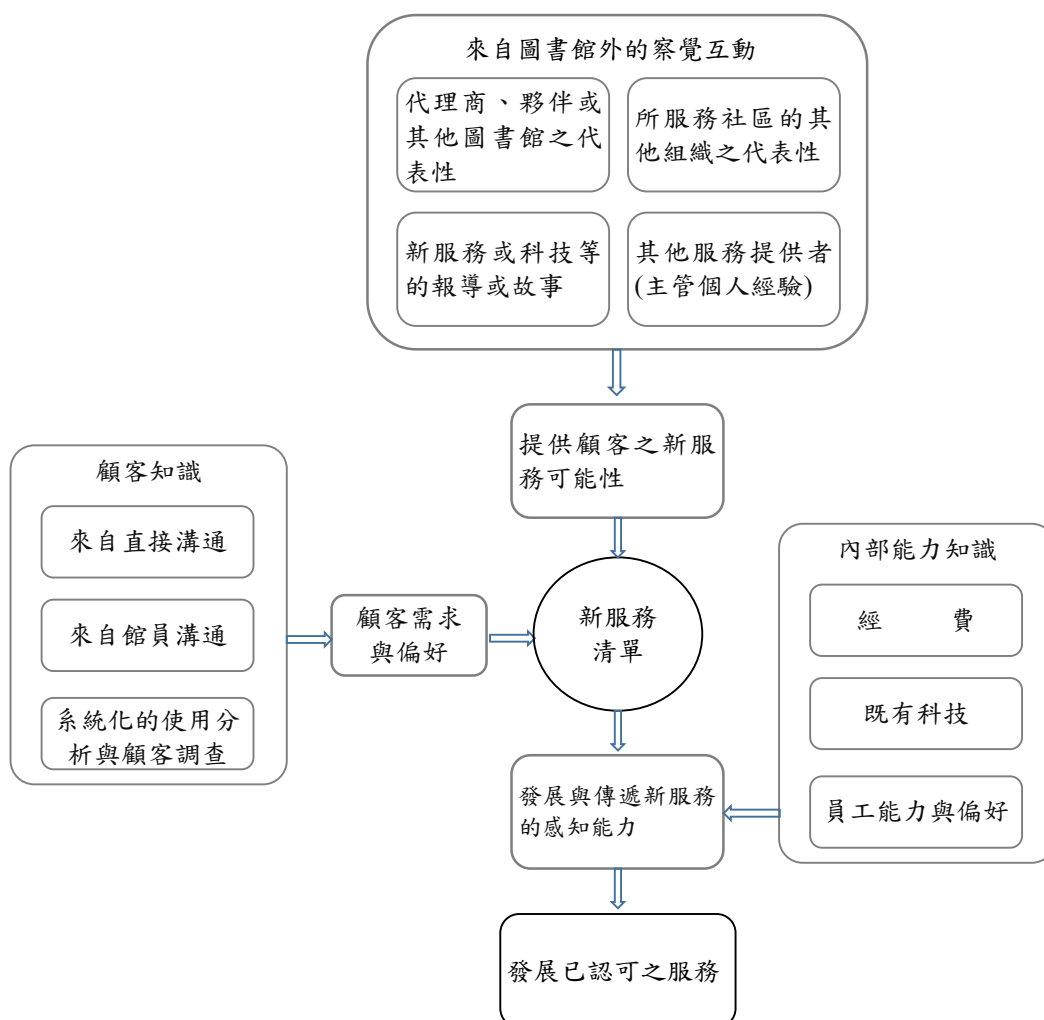 來自圖書館外的察覺互動
代理商、夥伴或
其他圖書館之代
表性
所服務社區的其
他組織之代表性
新服務或科技等
的報導或故事
其他服務提供者
(主管個人經驗)
提供顧客之新服
務可能性
顧客知識
來自直接溝通
來自館員溝通
系統化的使用分
析與顧客調查
顧客需求
與偏好
新服務
清單
內部能力知識
經 費
既有科技
員工能力與偏好
發展與傳遞新服務
的感知能力
發展已認可之服務